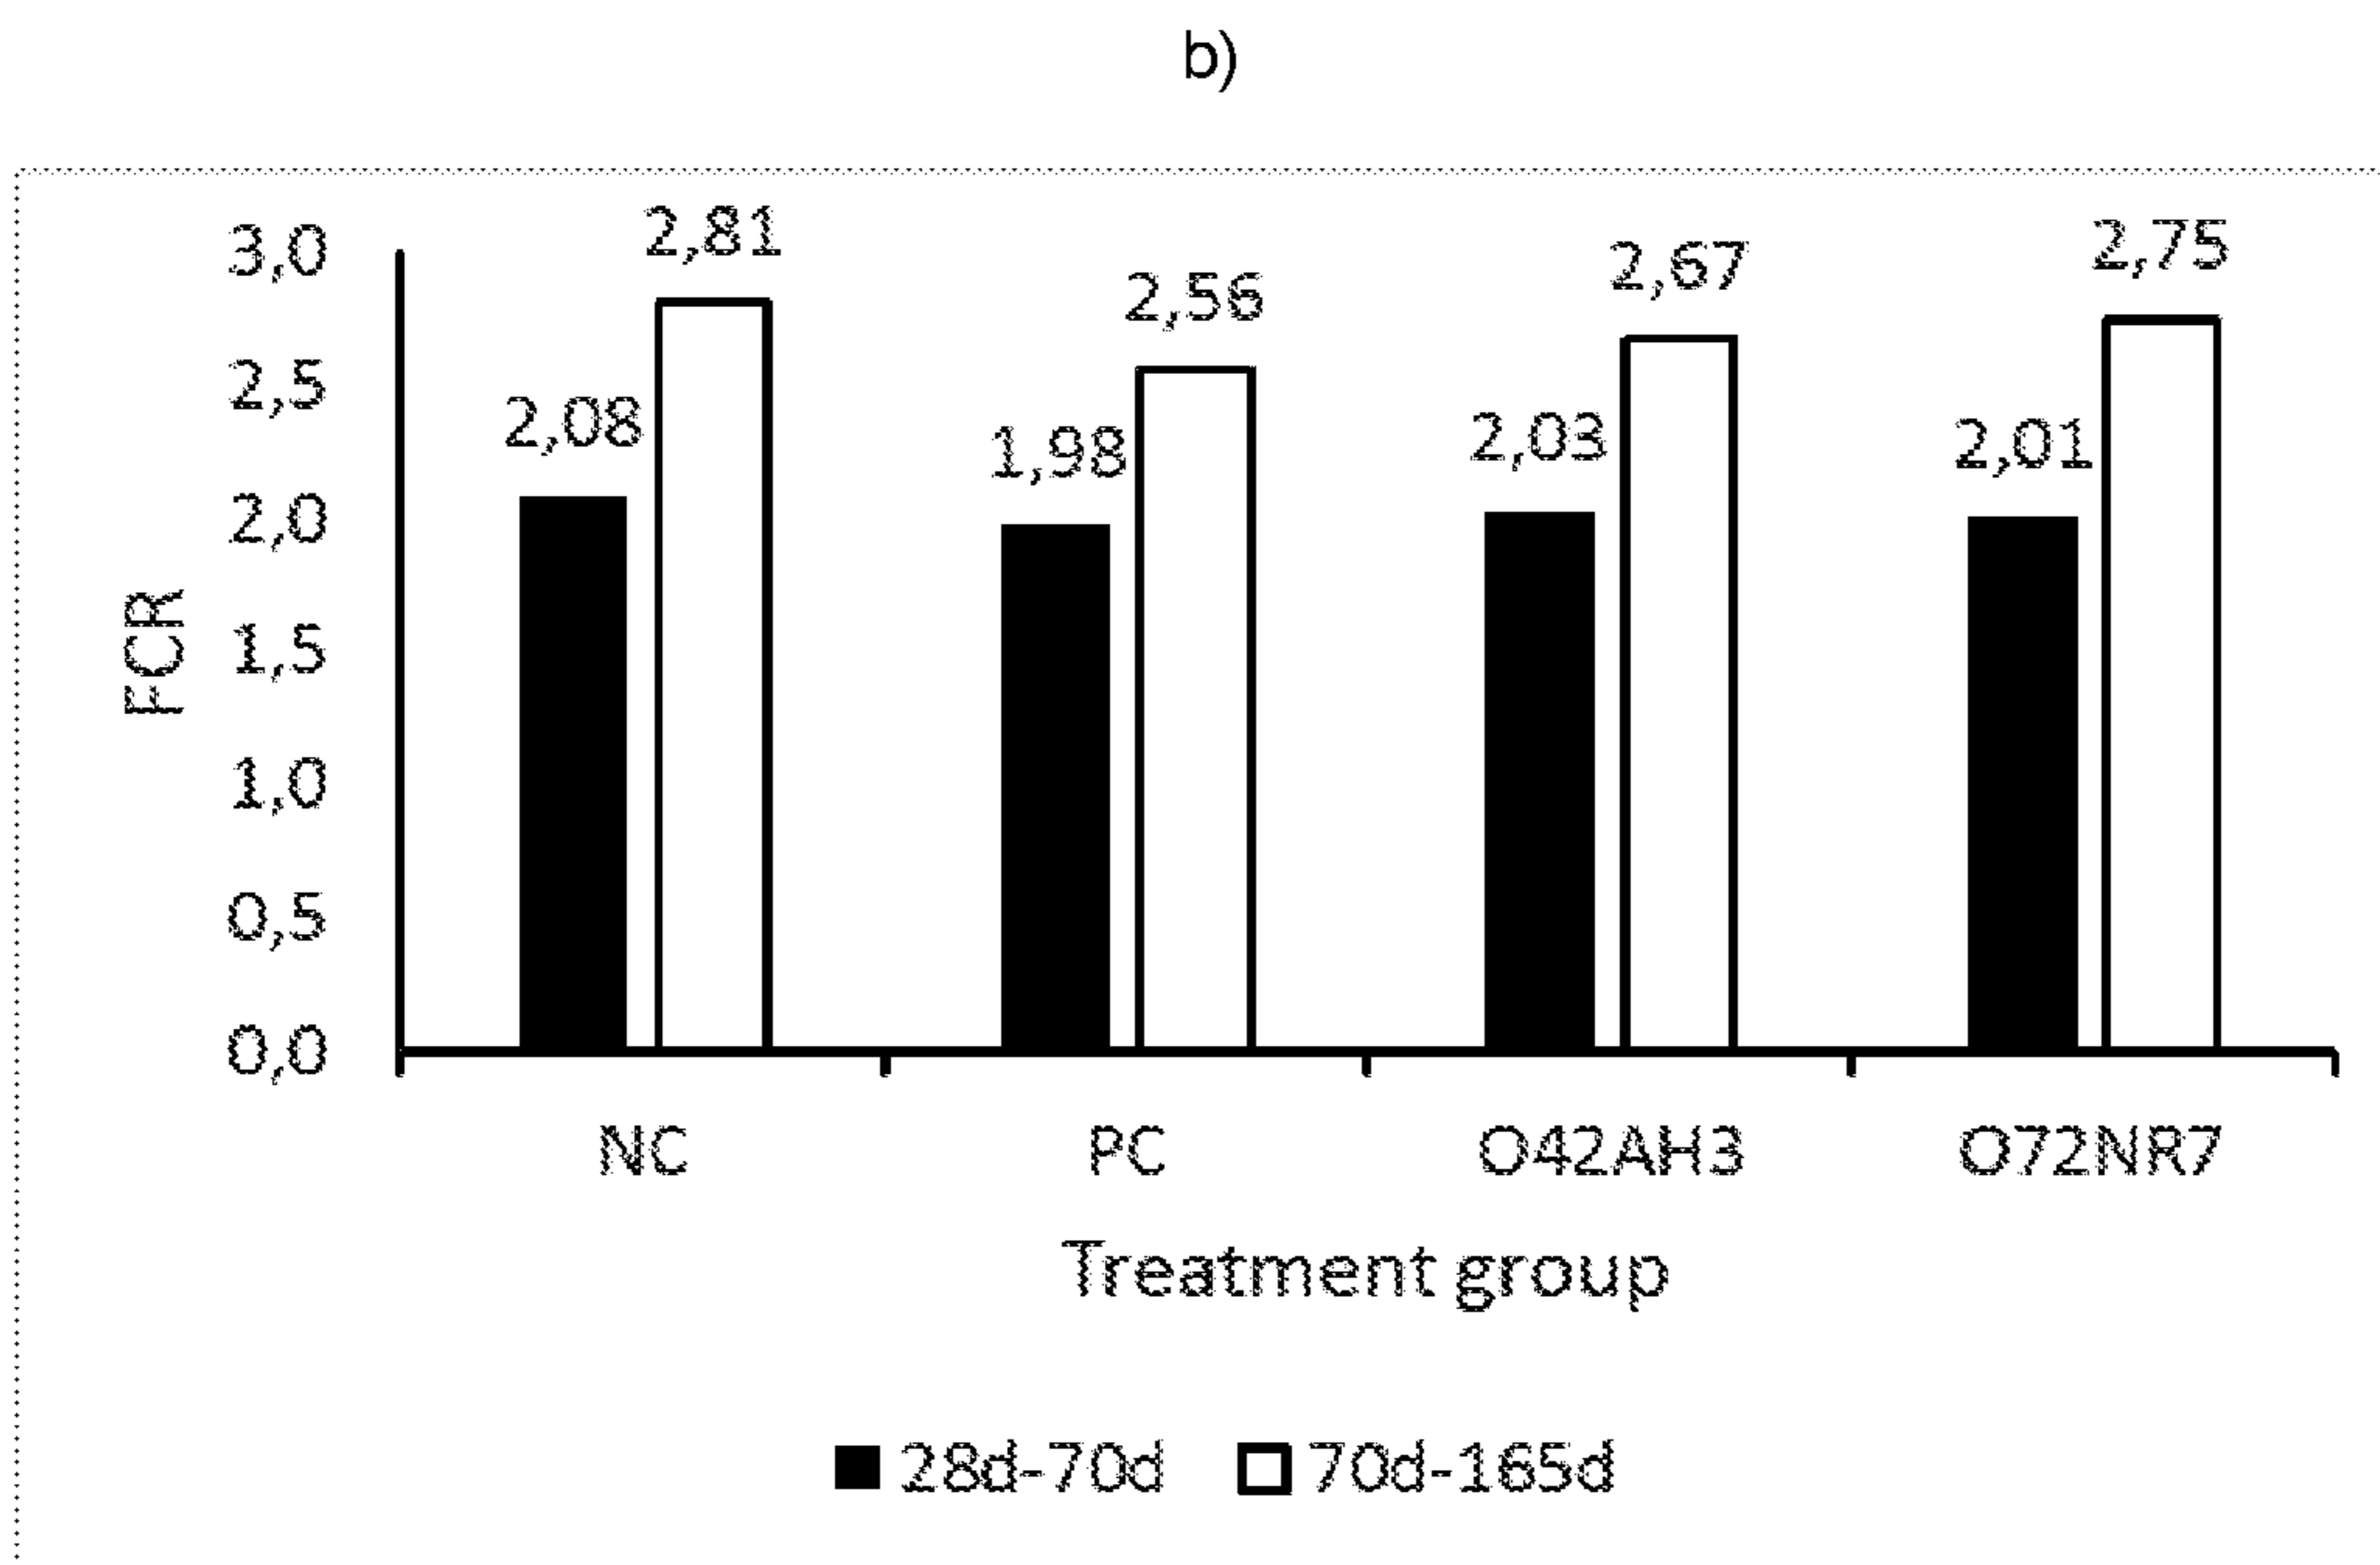 b)
3,0
2,5
2,0
1,5
1,0
0,5
0,0
FCR
2,08
2,81
1,98
2,56
2,03
2,67
2,01
2,75
NC
PC
O42AH3
O72NR7
Treatment group
28d-70d
70d-165d